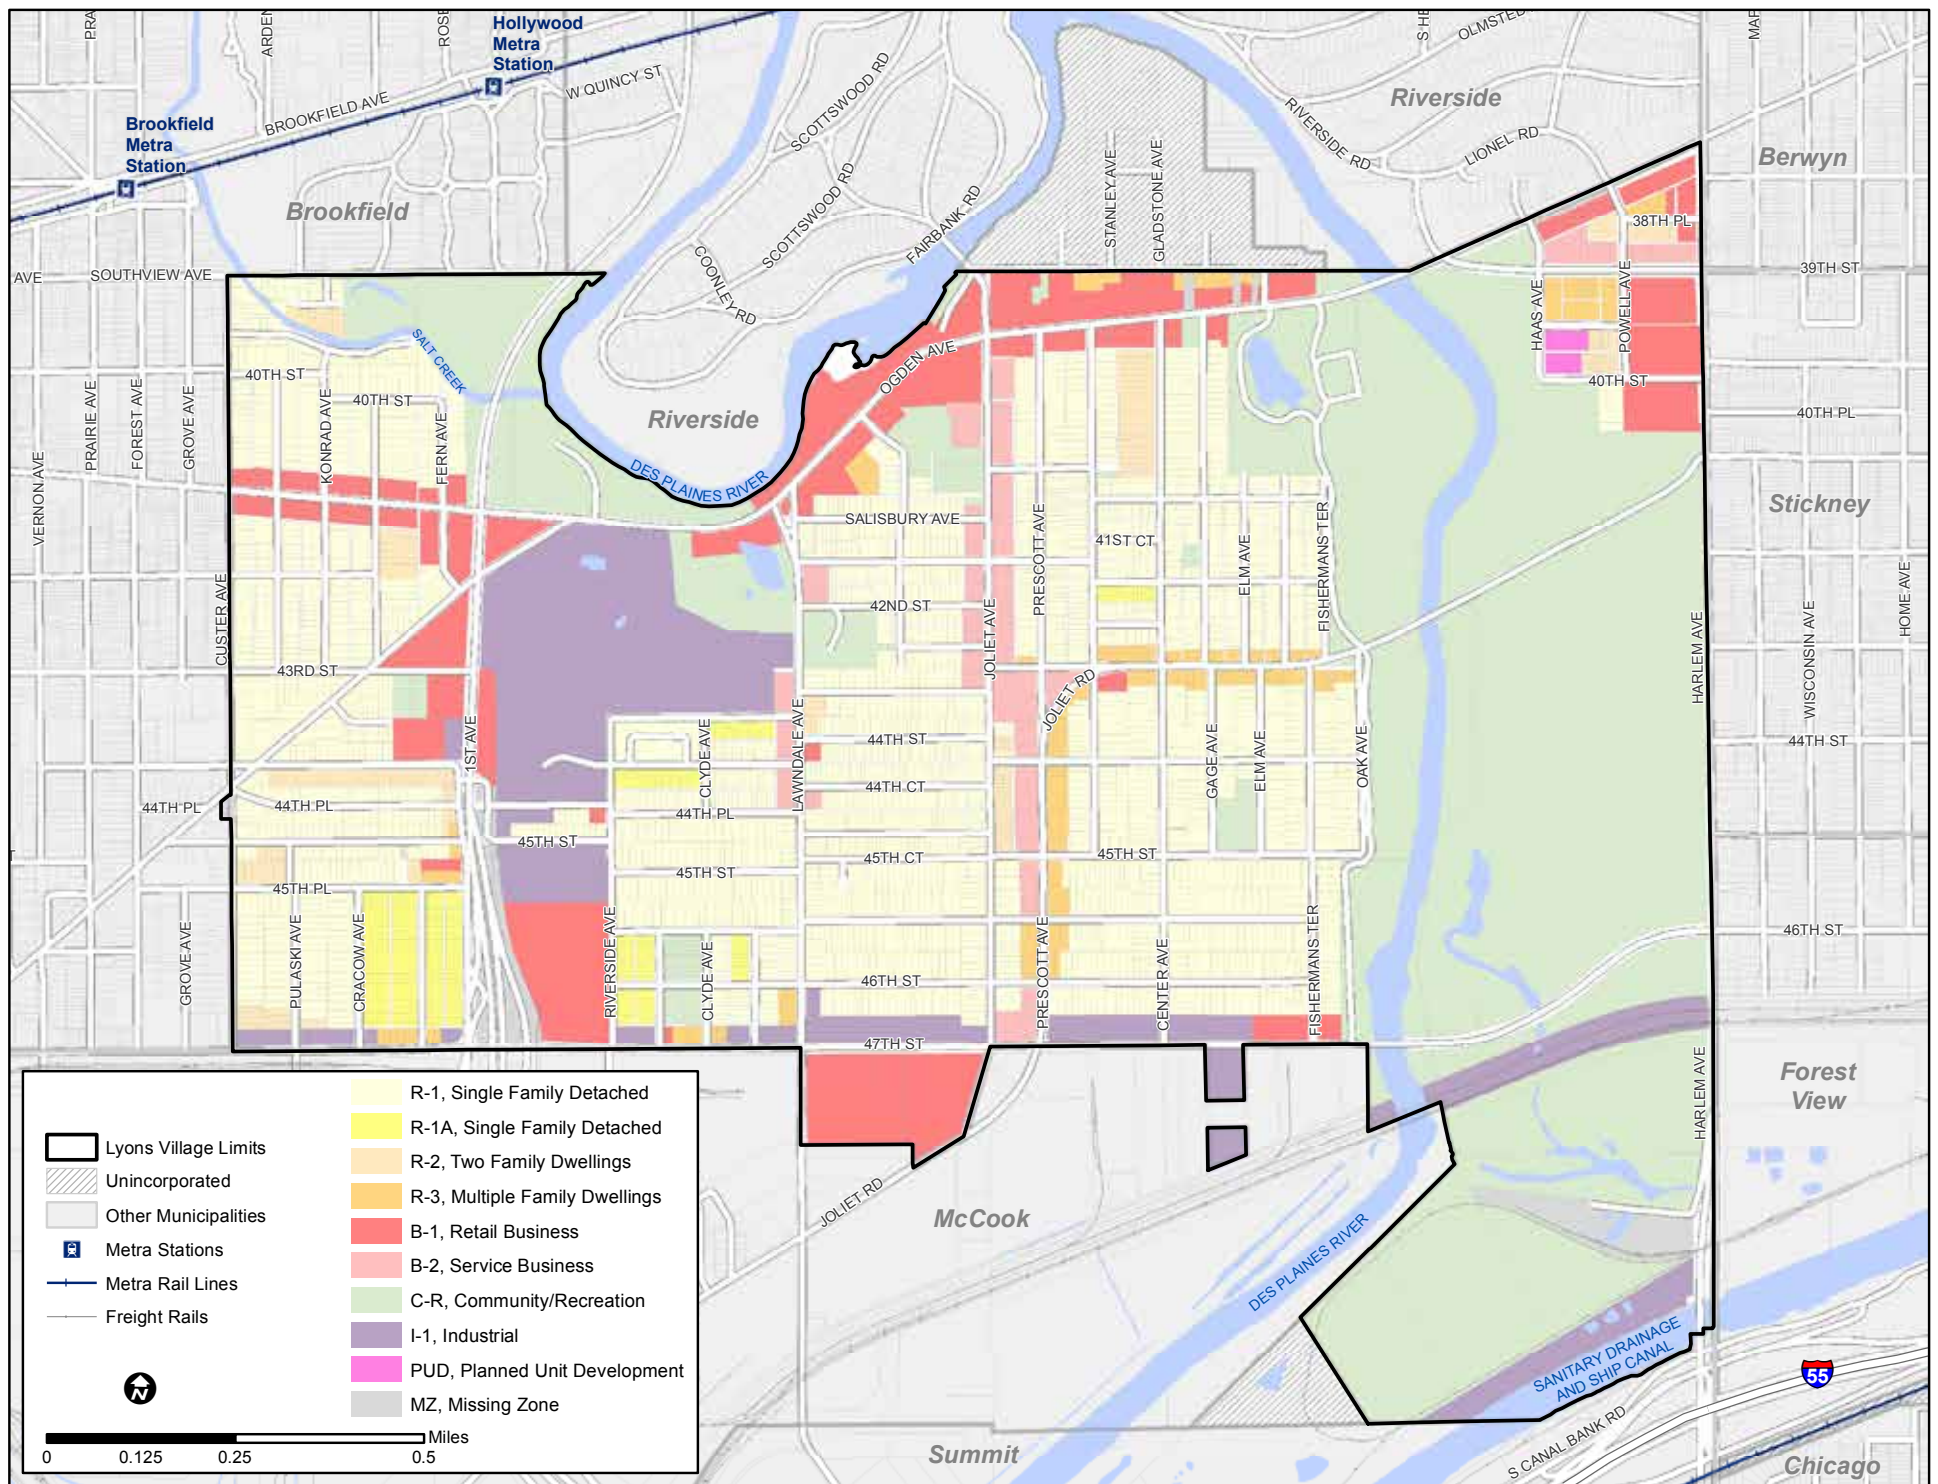 Hollywood
Metra
Station
Brookfield
Metra
Station
BROOKFIELD AVE
W QUINCY ST
ARDEN
ROSE
PRA
S HE
OLMSTED
MAR
Riverside
Berwyn
Brookfield
SCOTTSWOOD RD
SCOTTSWOOD RD
FAIRBANK RD
COONLEY RD
STANLEY AVE
GLADSTONE AVE
RIVERSIDE RD
LIONEL RD
38TH PL
39TH ST
AVE
SOUTHVIEW AVE
SALT CREEK
OGDEN AVE
HAAS AVE
POWELL AVE
40TH ST
40TH ST
40TH ST
40TH PL
Riverside
DES PLAINES RIVER
VERNON AVE
PRAIRIE AVE
FOREST AVE
GROVE AVE
KONRAD AVE
FERN AVE
Stickney
SALISBURY AVE
PRESCOTT AVE
41ST CT
ELM AVE
FISHERMANS TER
CUSTER AVE
42ND ST
JOLIET AVE
HARLEM AVE
WISCONSIN AVE
HOME AVE
43RD ST
JOLIET RD
1ST AVE
CLYDE AVE
LAWNDALE AVE
44TH ST
44TH CT
GAGE AVE
ELM AVE
OAK AVE
44TH ST
44TH PL
44TH PL
44TH PL
45TH ST
45TH CT
45TH ST
45TH ST
45TH PL
GROVE AVE
PULASKI AVE
CRACOW AVE
RIVERSIDE AVE
CLYDE AVE
46TH ST
PRESCOTT AVE
CENTER AVE
FISHERMANS TER
46TH ST
47TH ST
HARLEM AVE
Forest
View
JOLIET RD
McCook
DES PLAINES RIVER
SANITARY DRAINAGE
AND SHIP CANAL
55
S CANAL BANK RD
Summit
Chicago
Lyons Village Limits
Unincorporated
Other Municipalities
Metra Stations
Metra Rail Lines
Freight Rails
R-1, Single Family Detached
R-1A, Single Family Detached
R-2, Two Family Dwellings
R-3, Multiple Family Dwellings
B-1, Retail Business
B-2, Service Business
C-R, Community/Recreation
I-1, Industrial
PUD, Planned Unit Development
MZ, Missing Zone
N
Miles
0 0.125 0.25 0.5